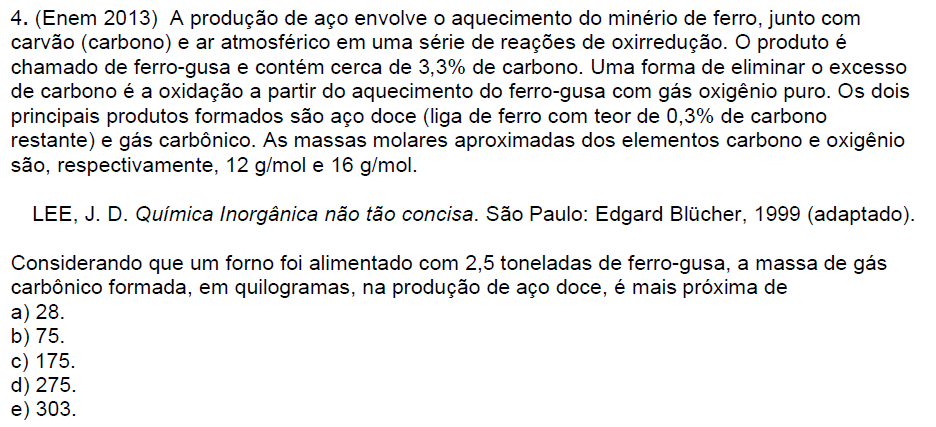 4. (Enem 2013)  A produção de aço envolve o aquecimento do minério de ferro, junto com
carvão (carbono) e ar atmosférico em uma série de reações de oxirredução. O produto é
chamado de ferro-gusa e contém cerca de 3,3% de carbono. Uma forma de eliminar o excesso
de carbono é a oxidação a partir do aquecimento do ferro-gusa com gás oxigênio puro. Os dois
principais produtos formados são aço doce (liga de ferro com teor de 0,3% de carbono
restante) e gás carbônico. As massas molares aproximadas dos elementos carbono e oxigênio
são, respectivamente, 12 g/mol e 16 g/mol.
LEE, J. D. Química Inorgânica não tão concisa. São Paulo: Edgard Blücher, 1999 (adaptado).
Considerando que um forno foi alimentado com 2,5 toneladas de ferro-gusa, a massa de gás
carbônico formada, em quilogramas, na produção de aço doce, é mais próxima de
a) 28.
b) 75.
c) 175.
d) 275.
e) 303.